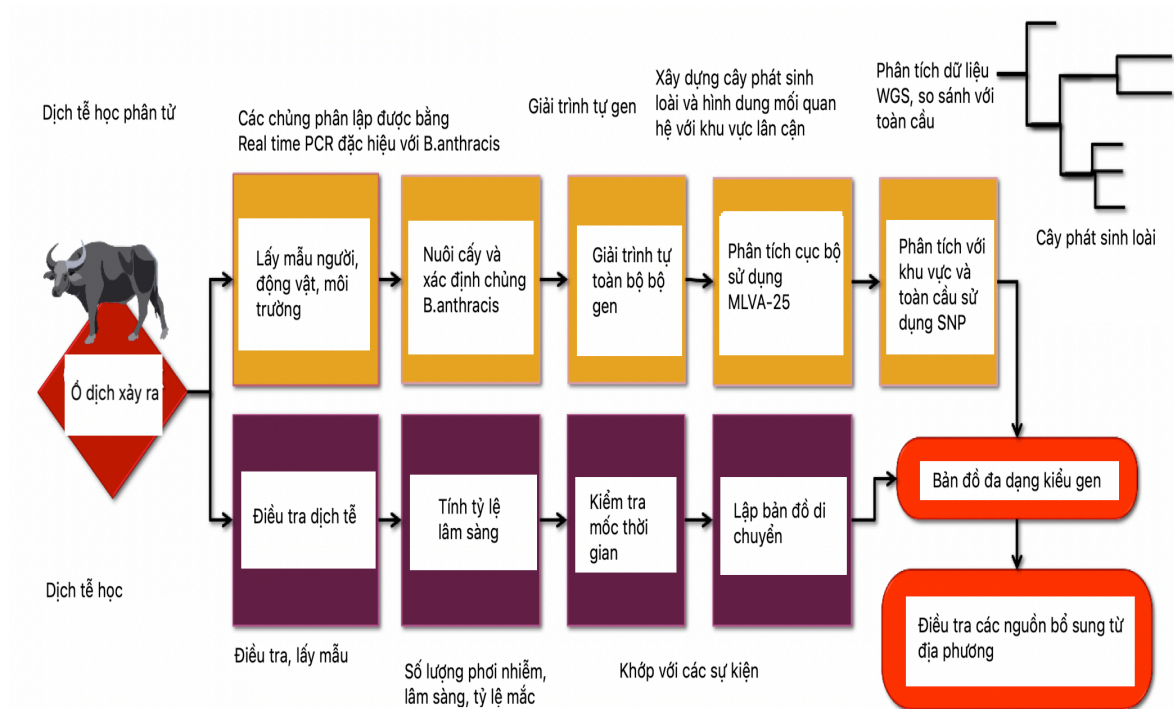 Dịch tễ học phân tử
Các chủng phân lập được bằng
Real time PCR đặc hiệu với B.anthracis
Giải trình tự gen
Xây dựng cây phát sinh
loài và hình dung mối quan
hệ với khu vực lân cận
Phân tích dữ liệu
WGS, so sánh với
toàn cầu
Cây phát sinh loài
Lấy mẫu người,
động vật, môi
trường
Nuôi cấy và
xác định chủng
B.anthracis
Giải trình tự
toàn bộ bộ
gen
Phân tích cục bộ
sử dụng
MLVA-25
Phân tích với
khu vực và
toàn cầu sử
dụng SNP
Ổ dịch xảy ra
Điều tra dịch tễ
Tính tỷ lệ
lâm sàng
Kiểm tra
mốc thời
gian
Lập bản đồ di
chuyển
Bản đồ đa dạng kiểu gen
Điều tra các nguồn bổ sung từ
địa phương
Dịch tễ học
Điều tra, lấy mẫu
Số lượng phơi nhiễm,
lâm sàng, tỷ lệ mắc
Khớp với các sự kiện